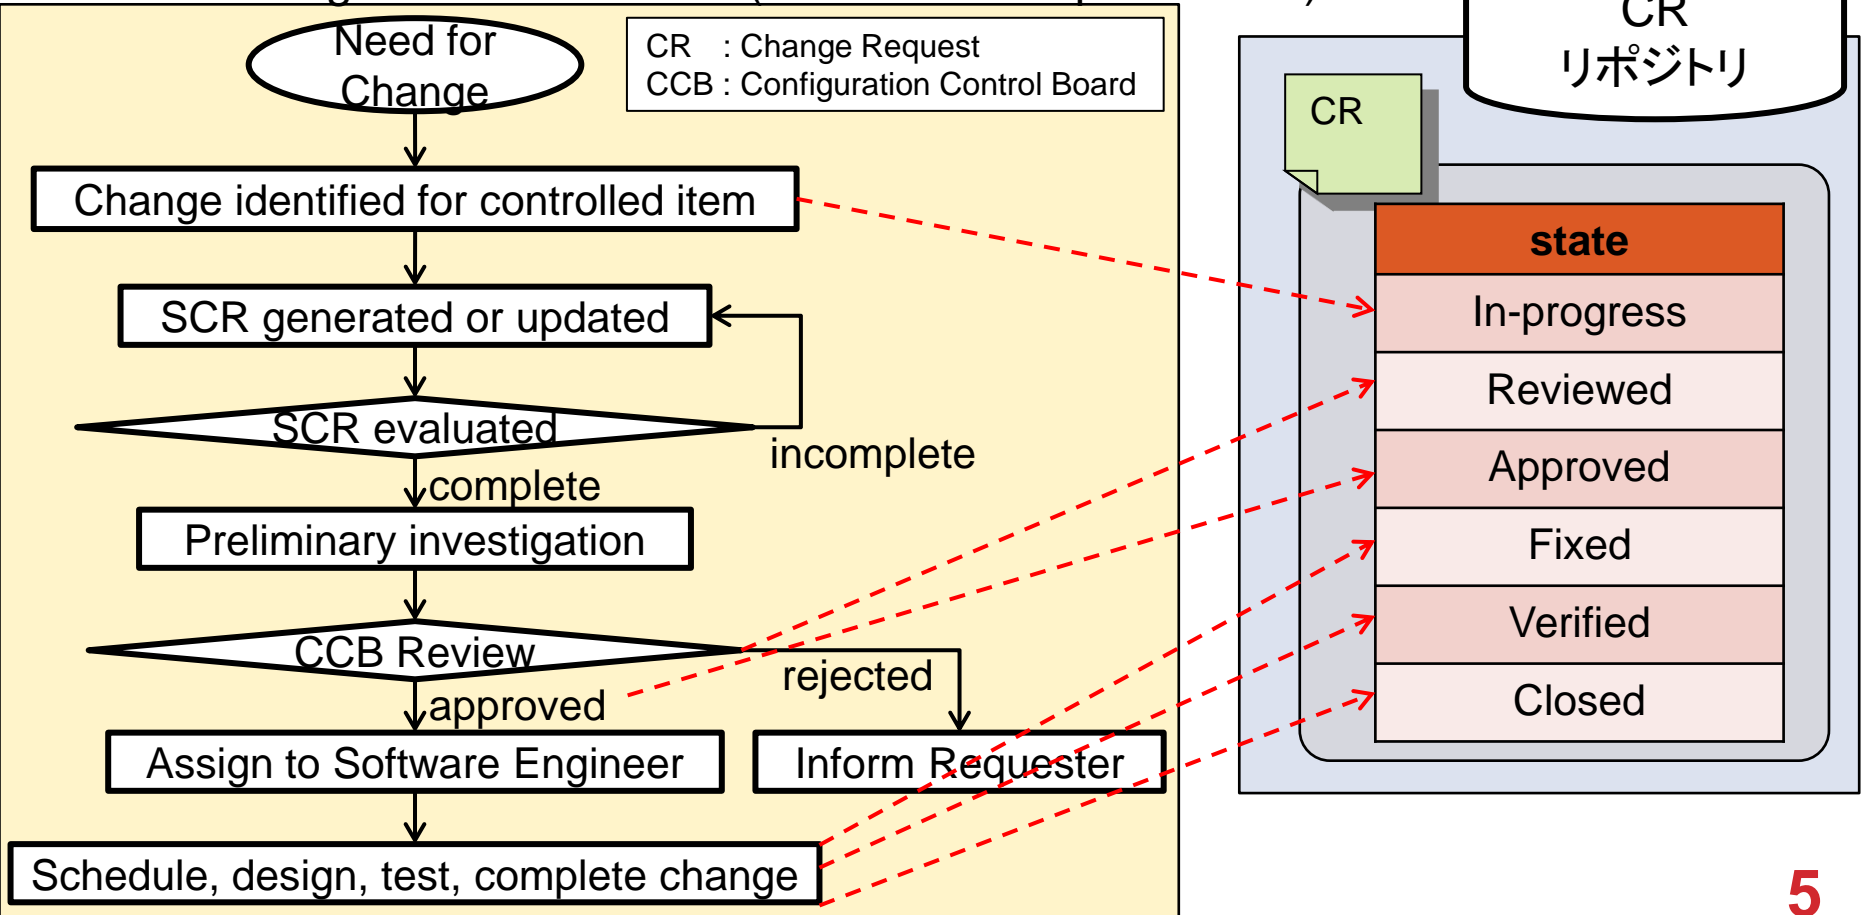 Need for
Change
CR : Change Request
CCB : Configuration Control Board
Change identified for controlled item
SCR generated or updated
SCR evaluated
incomplete
complete
Preliminary investigation
CCB Review
rejected
approved
Assign to Software Engineer
Inform Requester
Schedule, design, test, complete change
CR
リポジトリ
CR
state
In-progress
Reviewed
Approved
Fixed
Verified
Closed
5